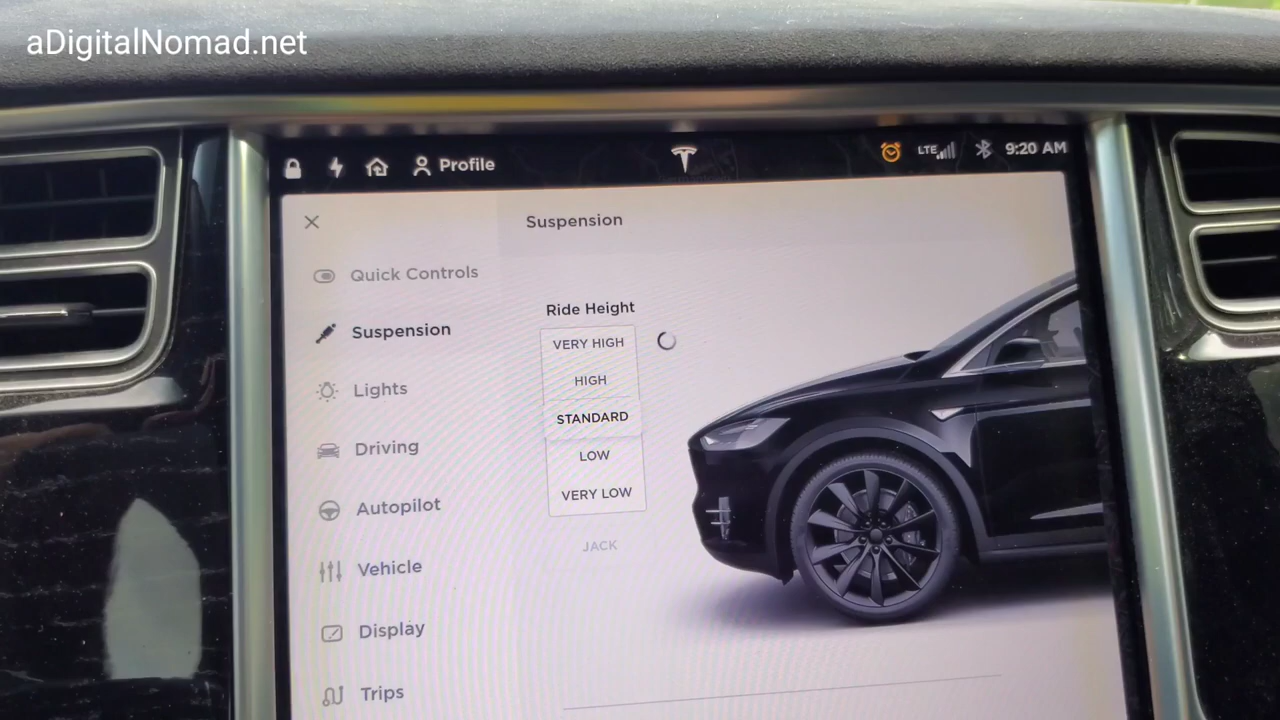 aDigitalNomad.net
Profile
LTE
9:20 AM
Suspension
Quick Controls
Suspension
Lights
Driving
Autopilot
Vehicle
Display
Trips
Ride Height
VERY HIGH
HIGH
STANDARD
LOW
VERY LOW
JACK